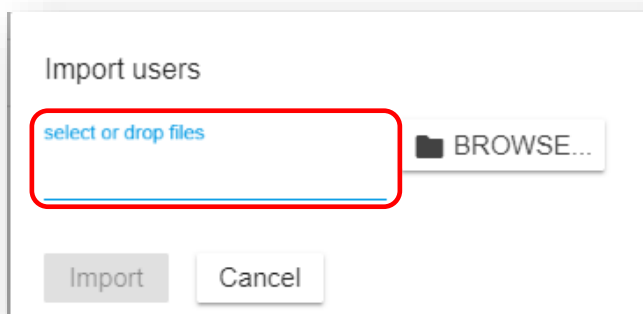 Import users
select or drop files
BROWSE...
Import
Cancel